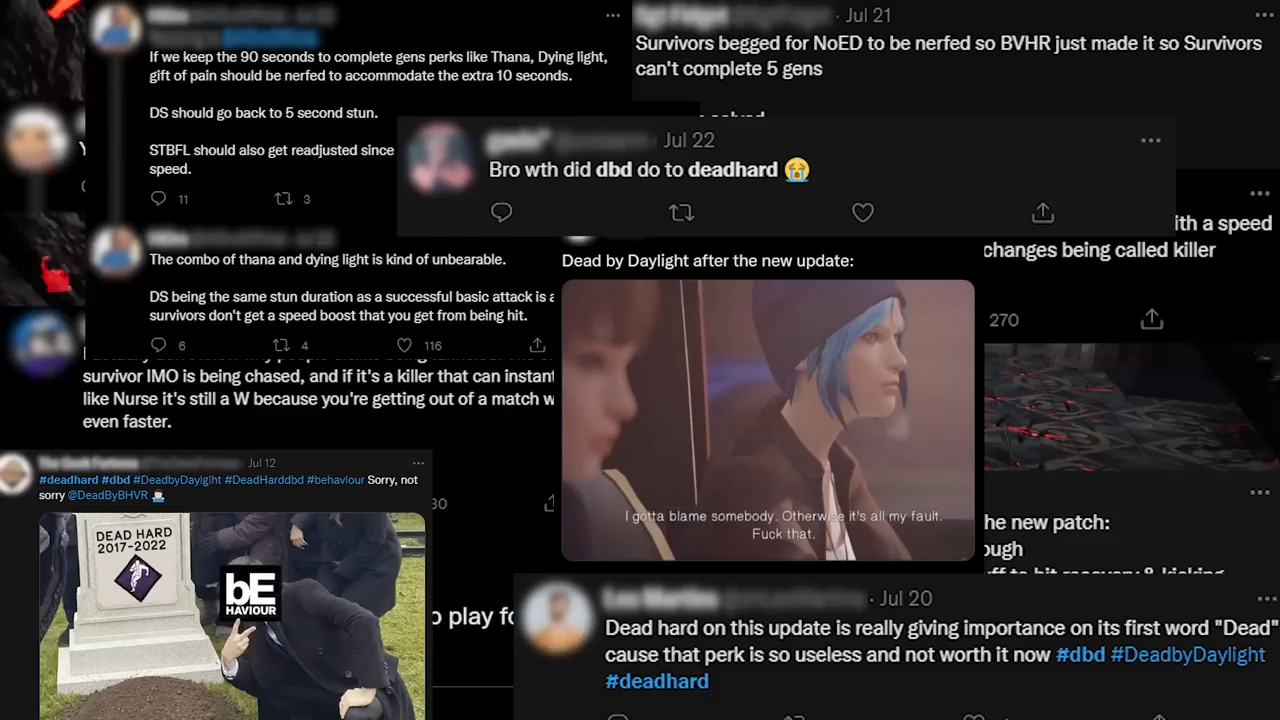 If we keep the 90 seconds to complete gens perks like Thana, Dying light,
gift of pain should be nerfed to accommodate the extra 10 seconds.
DS should go back to 5 second stun.
STBFL should also get readjusted since
speed.
11
3
The combo of thana and dying light is kind of unbearable.
DS being the same stun duration as a successful basic attack is a
survivors don't get a speed boost that you get from being hit.
6
4
116
survivor IMO is being chased, and if it's a killer that can instant
like Nurse it's still a W because you're getting out of a match w
even faster.
· Jul 21
Survivors begged for NoED to be nerfed so BVHR just made it so Survivors
can't complete 5 gens
Jul 22
Bro wth did dbd do to deadhard 😭
ith a speed
changes being called killer
270
Dead by Daylight after the new update:
I gotta blame somebody. Otherwise it's all my fault.
Fuck that.
Jul 12
#deadhard #dbd #DeadbyDaylgiht #DeadHarddbd #behaviour Sorry, not
sorry @DeadByBHVR
DEAD HARD
2017-2022
bE
HAVIOUR
30
o play fo
he new patch:
ough
uff to hit recovery & kicking
· Jul 20
Dead hard on this update is really giving importance on its first word "Dead"
cause that perk is so useless and not worth it now #dbd #DeadbyDaylight
#deadhard